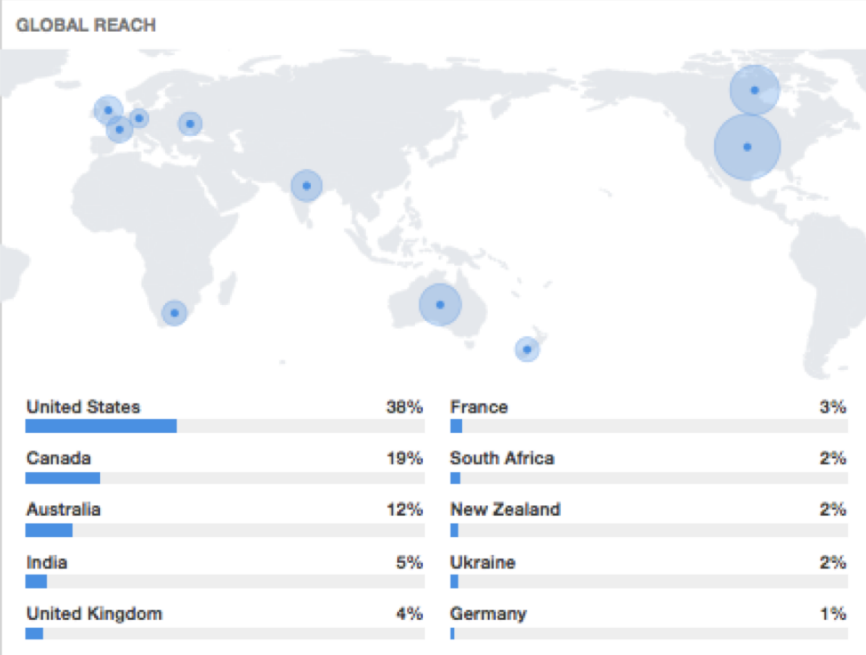 GLOBAL REACH
United States 38%
Canada 19%
Australia 12%
India 5%
United Kingdom 4%
France 3%
South Africa 2%
New Zealand 2%
Ukraine 2%
Germany 1%